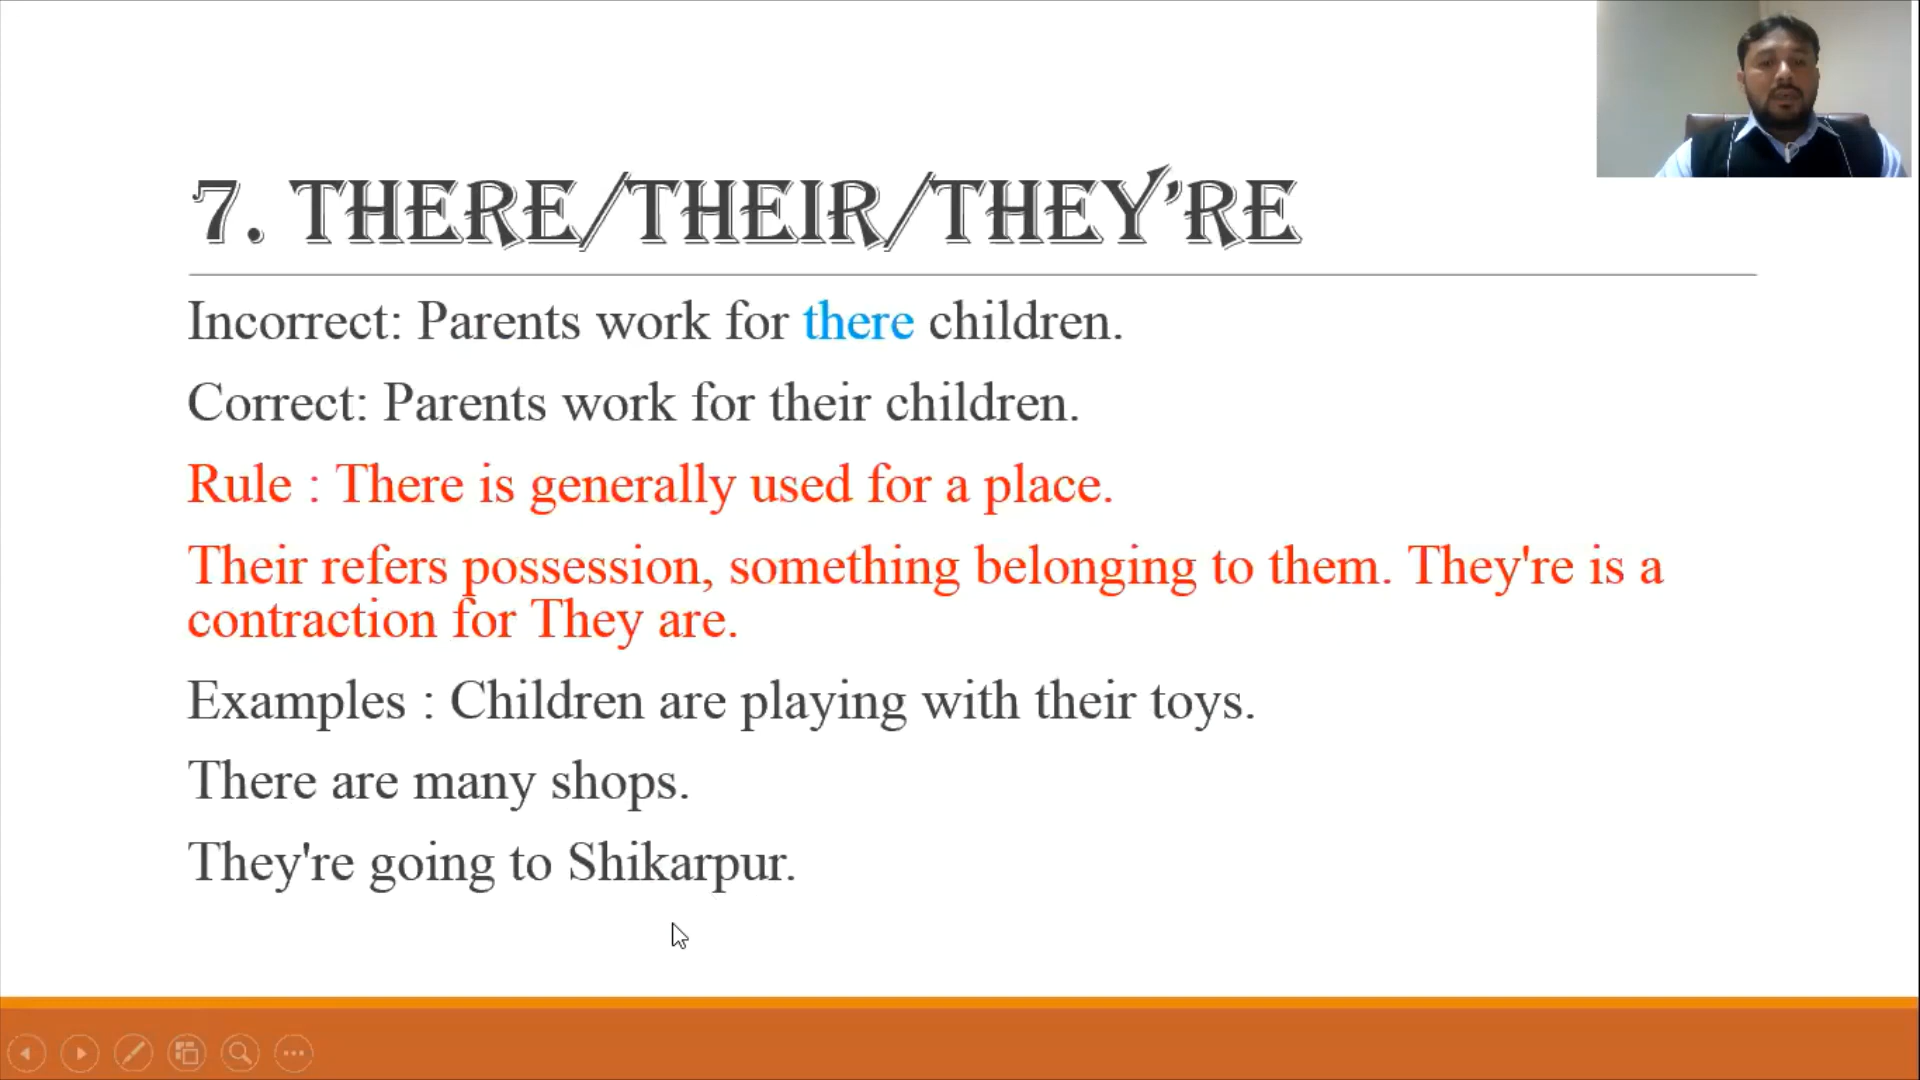 7. THERE/THEIR/THEY’RE
Incorrect: Parents work for there children.
Correct: Parents work for their children.
Rule : There is generally used for a place.
Their refers possession, something belonging to them. They're is a
contraction for They are.
Examples : Children are playing with their toys.
There are many shops.
They're going to Shikarpur.